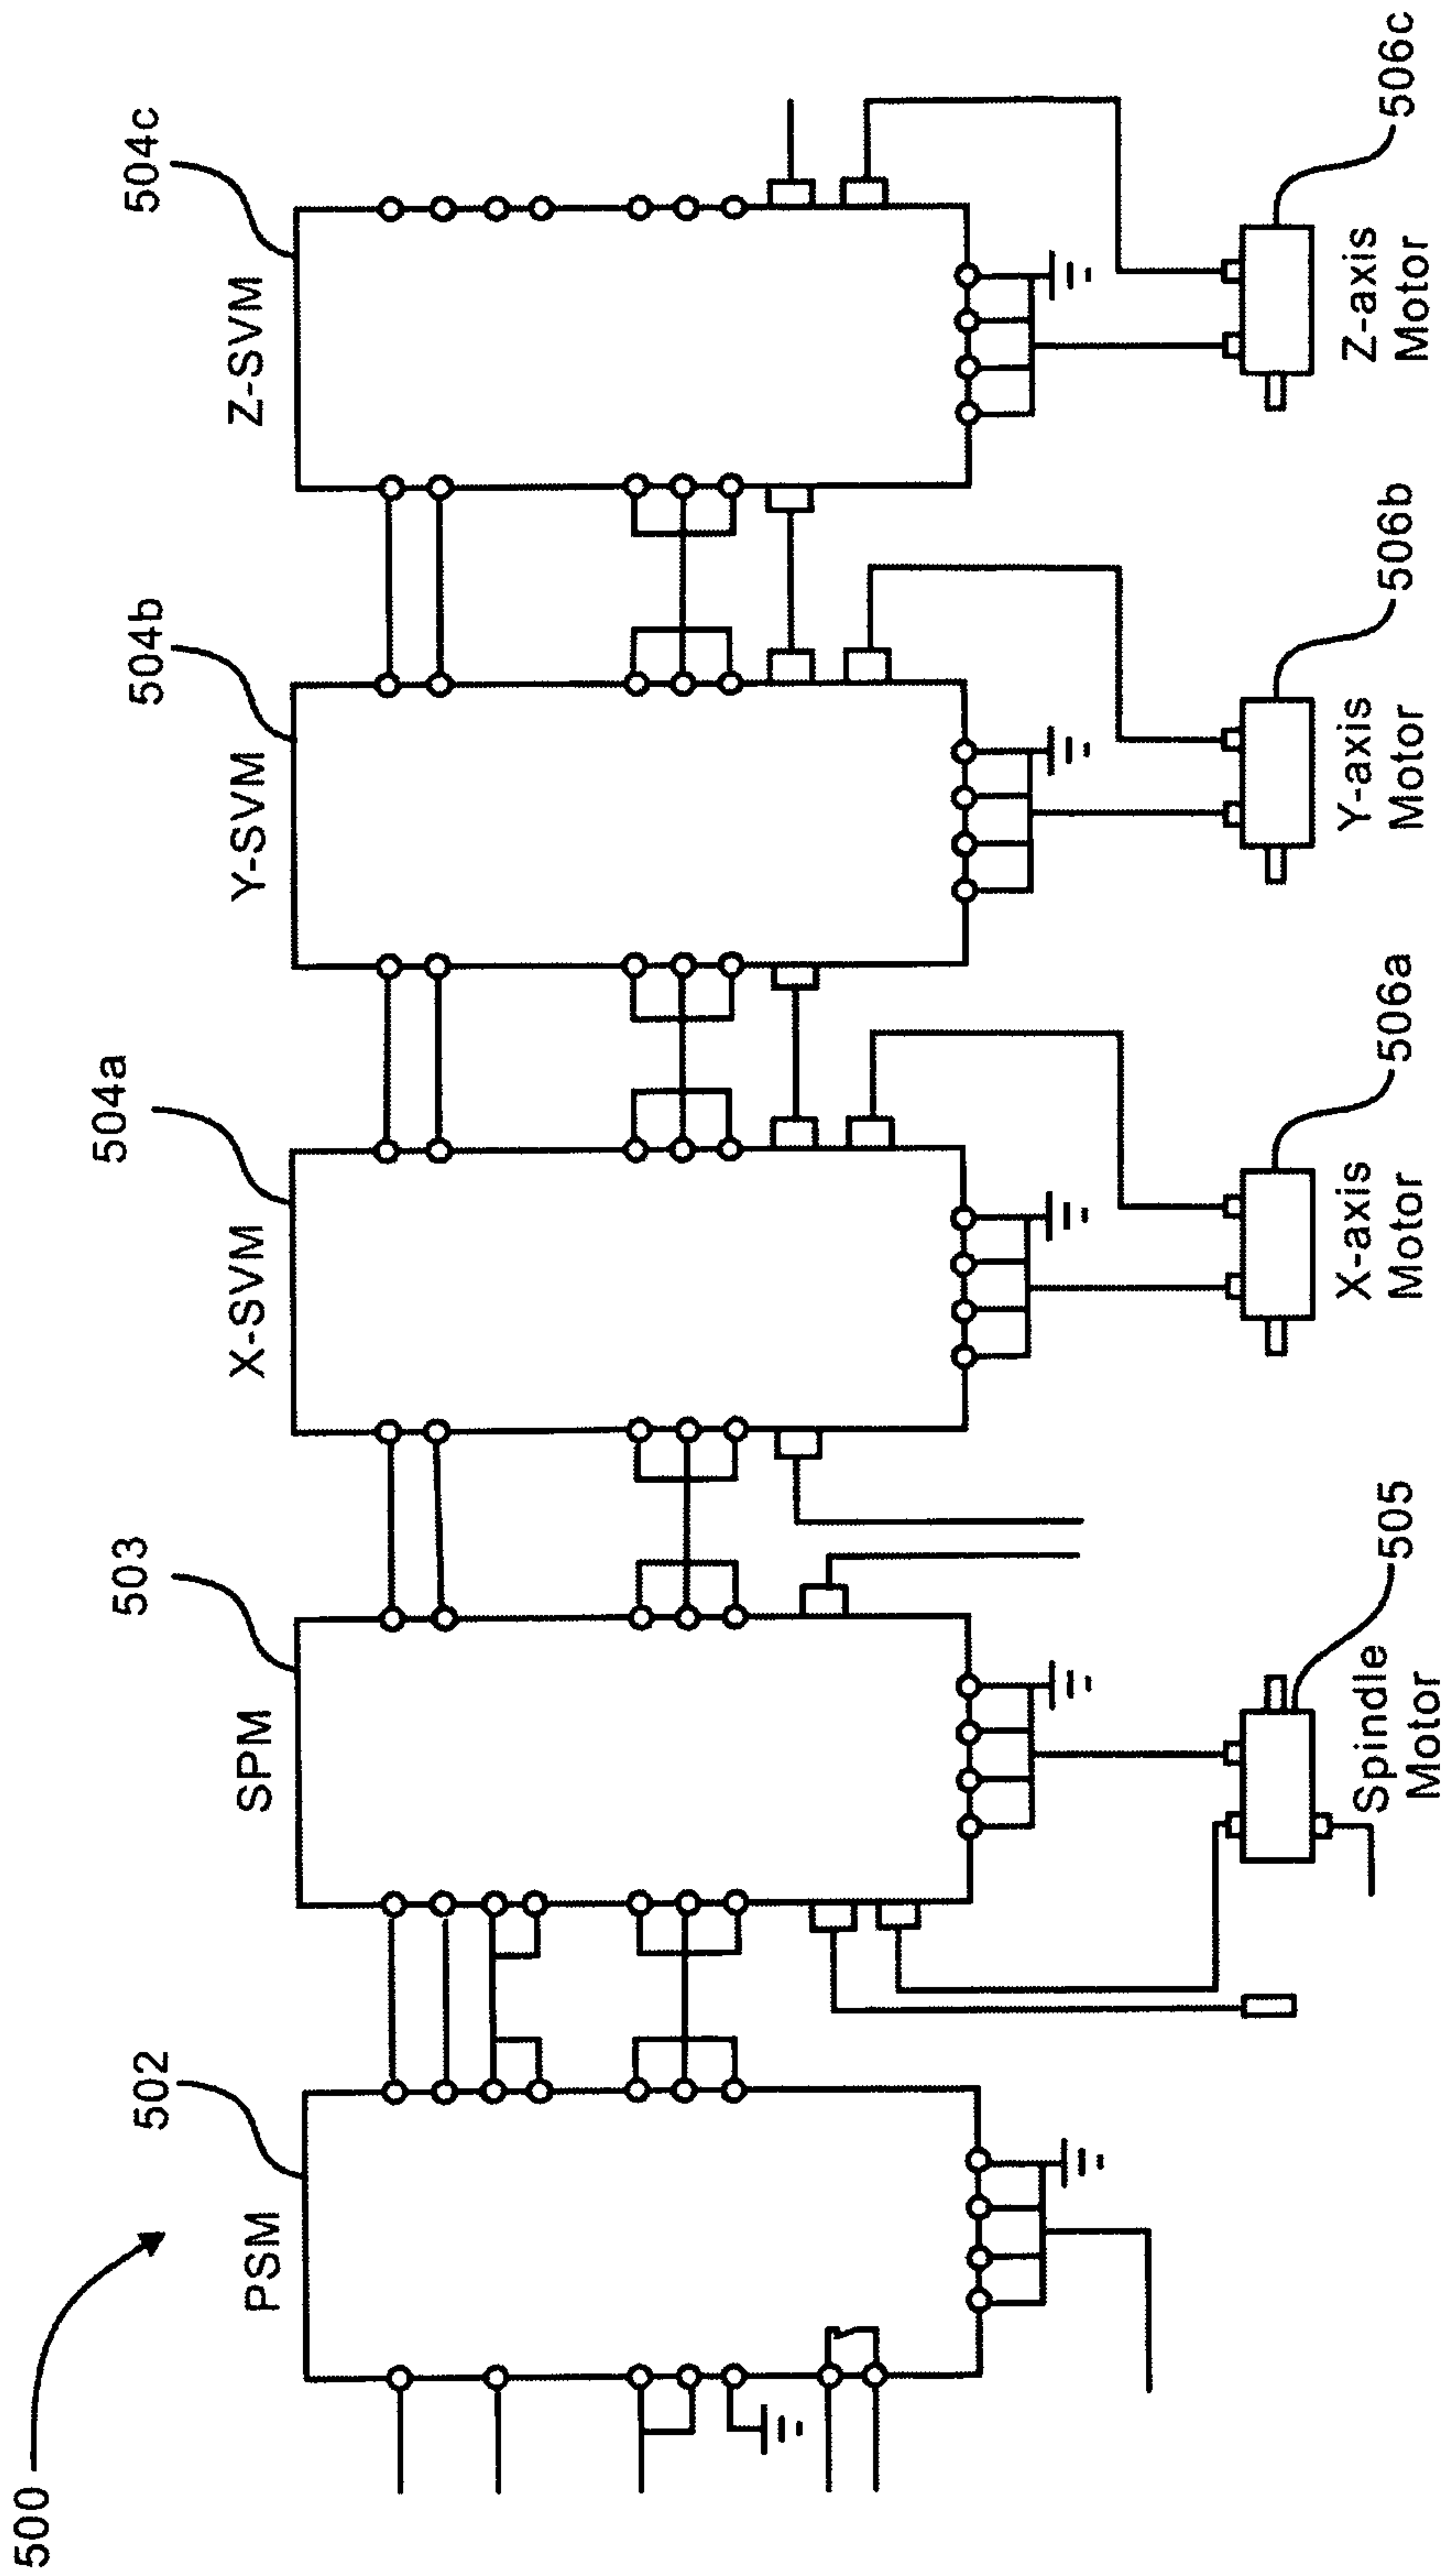 500
502
503
504a
504b
504c
PSM
SPM
X-SVM
Y-SVM
Z-SVM
505
506a
506b
506c
Spindle
Motor
X-axis
Motor
Y-axis
Motor
Z-axis
Motor